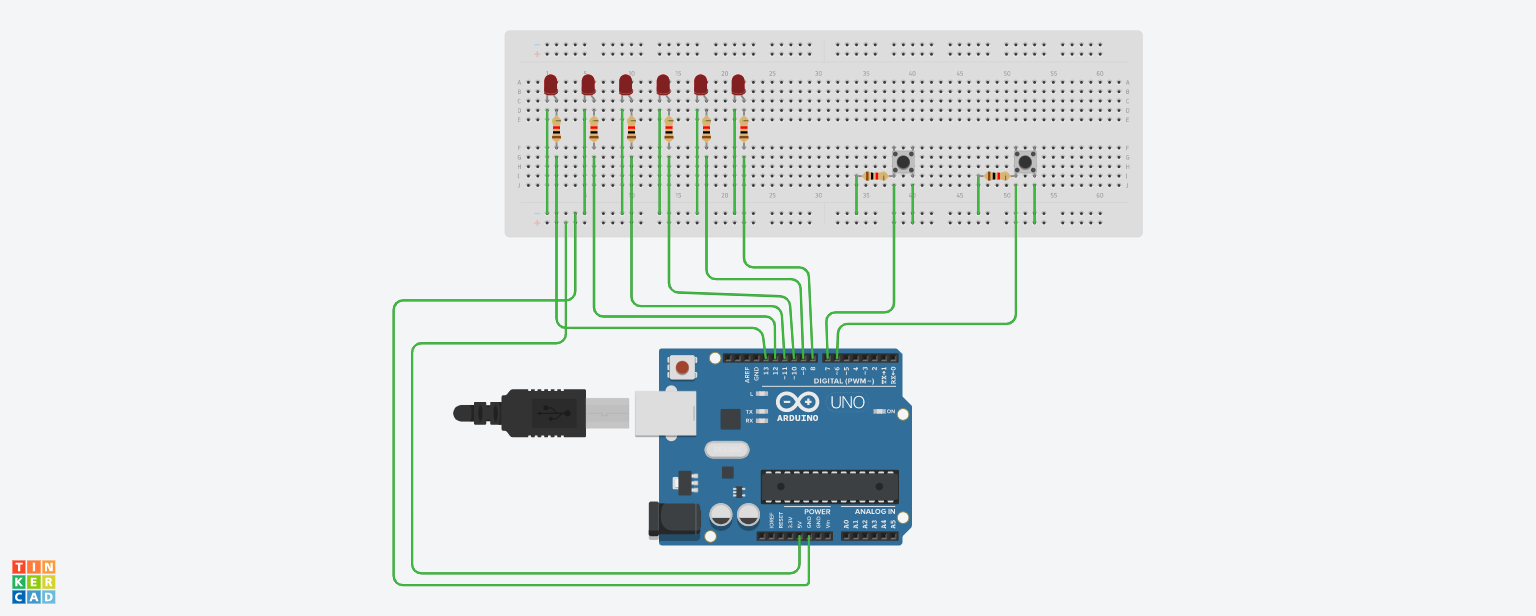 − −
+ +
1 5 10 15 20 25 30 35 40 45 50 55 60
A A
B B
C C
D D
E E
F F
G G
H H
I I
J J
15 20 25 30 35 40 45 50 55 60
− −
+ +
AREF
GND
13
12
~11
~10
~9
8
7
~6
~5
4
~3
2
TX→1
RX←0
DIGITAL (PWM~)
L
TX
RX
ARDUINO
UNO
ON
POWER
ANALOG IN
IOREF
RESET
3.3V
5V
GND
GND
Vin
A0
A1
A2
A3
A4
A5
TIN
KER
CAD